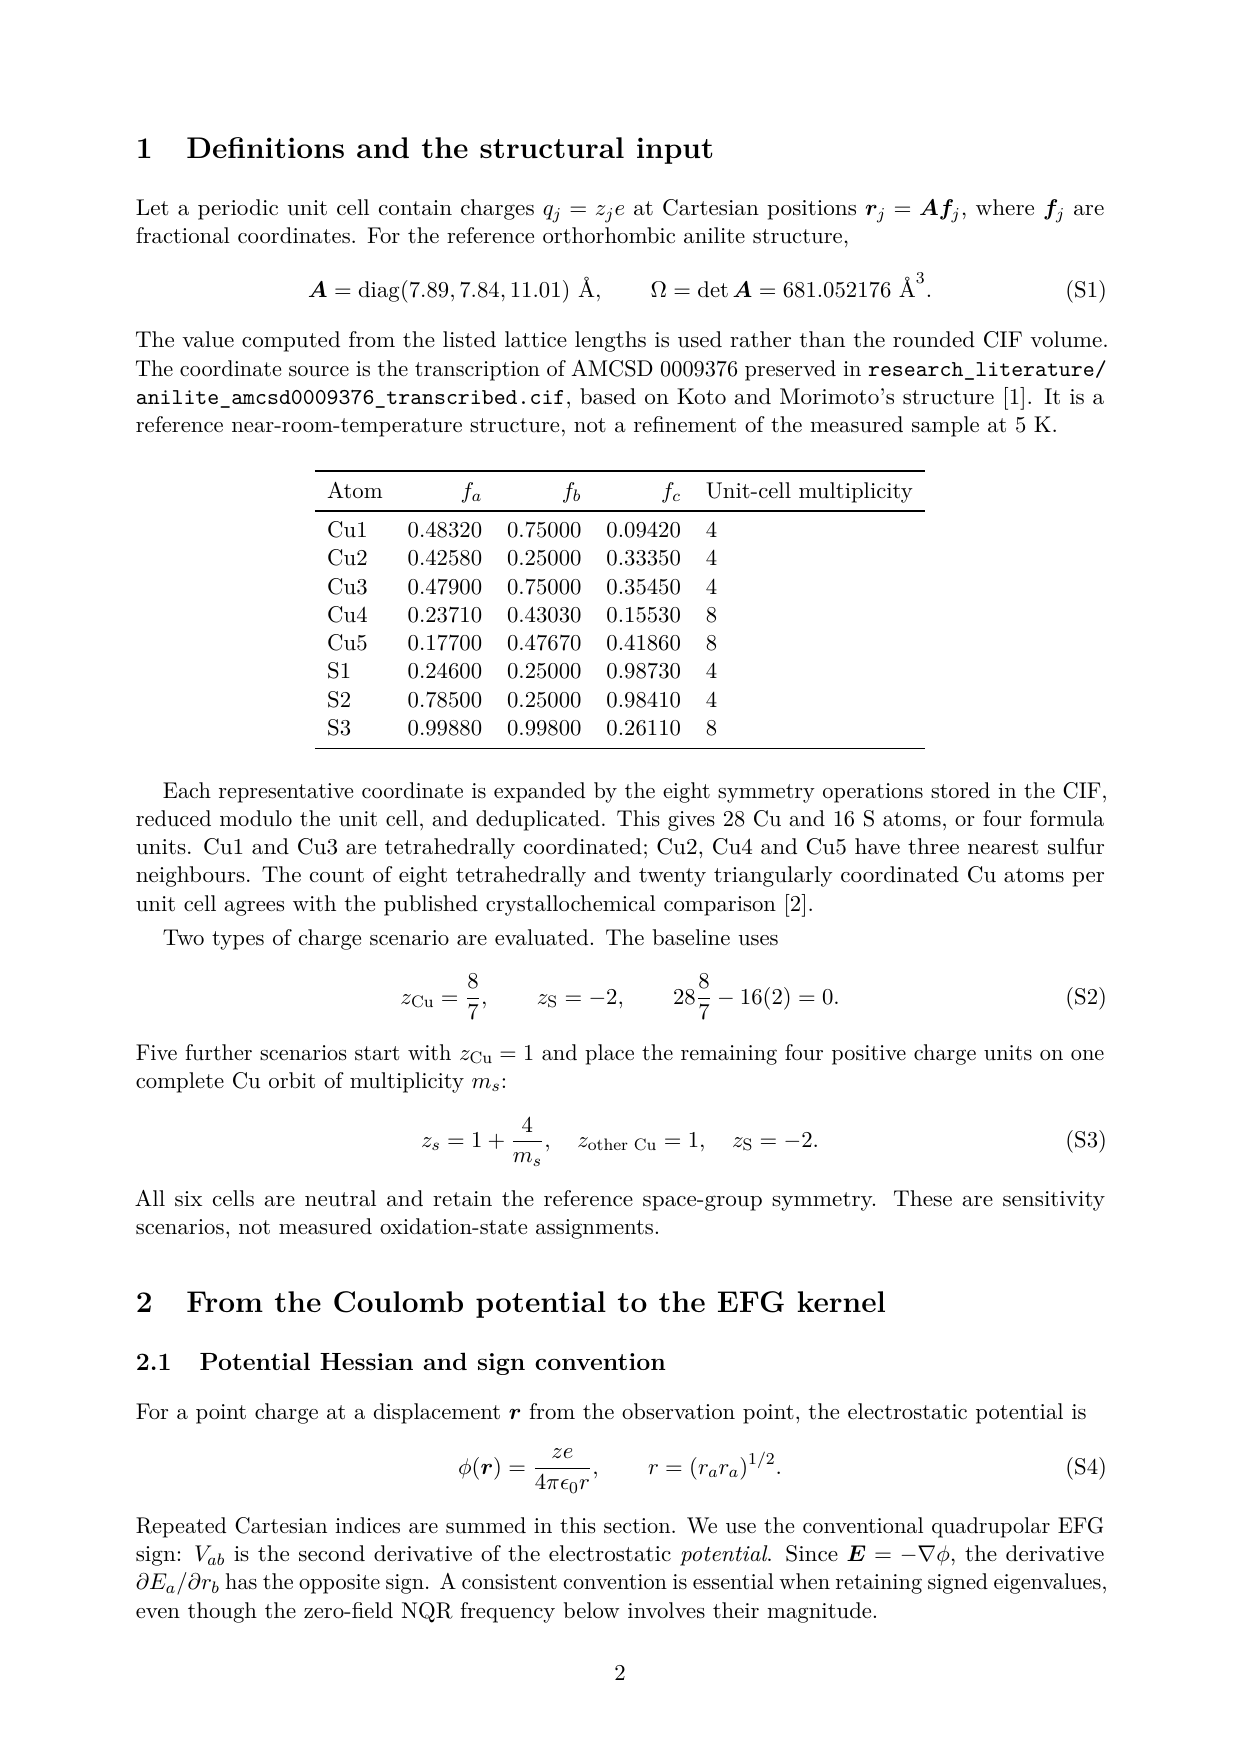 1 Definitions and the structural input
Let a periodic unit cell contain charges qⱼ = zⱼe at Cartesian positions rⱼ = Afⱼ, where fⱼ are
fractional coordinates. For the reference orthorhombic anilite structure,
A = diag(7.89, 7.84, 11.01) Å, Ω = det A = 681.052176 Å³. (S1)
The value computed from the listed lattice lengths is used rather than the rounded CIF volume.
The coordinate source is the transcription of AMCSD 0009376 preserved in research_literature/
anilite_amcsd0009376_transcribed.cif, based on Koto and Morimoto's structure [1]. It is a
reference near-room-temperature structure, not a refinement of the measured sample at 5 K.
Atom f_a f_b f_c Unit-cell multiplicity
Cu1 0.48320 0.75000 0.09420 4
Cu2 0.42580 0.25000 0.33350 4
Cu3 0.47900 0.75000 0.35450 4
Cu4 0.23710 0.43030 0.15530 8
Cu5 0.17700 0.47670 0.41860 8
S1 0.24600 0.25000 0.98730 4
S2 0.78500 0.25000 0.98410 4
S3 0.99880 0.99800 0.26110 8
Each representative coordinate is expanded by the eight symmetry operations stored in the CIF,
reduced modulo the unit cell, and deduplicated. This gives 28 Cu and 16 S atoms, or four formula
units. Cu1 and Cu3 are tetrahedrally coordinated; Cu2, Cu4 and Cu5 have three nearest sulfur
neighbours. The count of eight tetrahedrally and twenty triangularly coordinated Cu atoms per
unit cell agrees with the published crystallochemical comparison [2].
Two types of charge scenario are evaluated. The baseline uses
z_Cu = 8/7, z_S = −2, 28 8/7 − 16(2) = 0. (S2)
Five further scenarios start with z_Cu = 1 and place the remaining four positive charge units on one
complete Cu orbit of multiplicity m_s:
z_s = 1 + 4/m_s, z_other Cu = 1, z_S = −2. (S3)
All six cells are neutral and retain the reference space-group symmetry. These are sensitivity
scenarios, not measured oxidation-state assignments.
2 From the Coulomb potential to the EFG kernel
2.1 Potential Hessian and sign convention
For a point charge at a displacement r from the observation point, the electrostatic potential is
ϕ(r) = ze/4πϵ₀r, r = (r_a r_a)^1/2. (S4)
Repeated Cartesian indices are summed in this section. We use the conventional quadrupolar EFG
sign: V_ab is the second derivative of the electrostatic potential. Since E = −∇ϕ, the derivative
∂E_a/∂r_b has the opposite sign. A consistent convention is essential when retaining signed eigenvalues,
even though the zero-field NQR frequency below involves their magnitude.
2